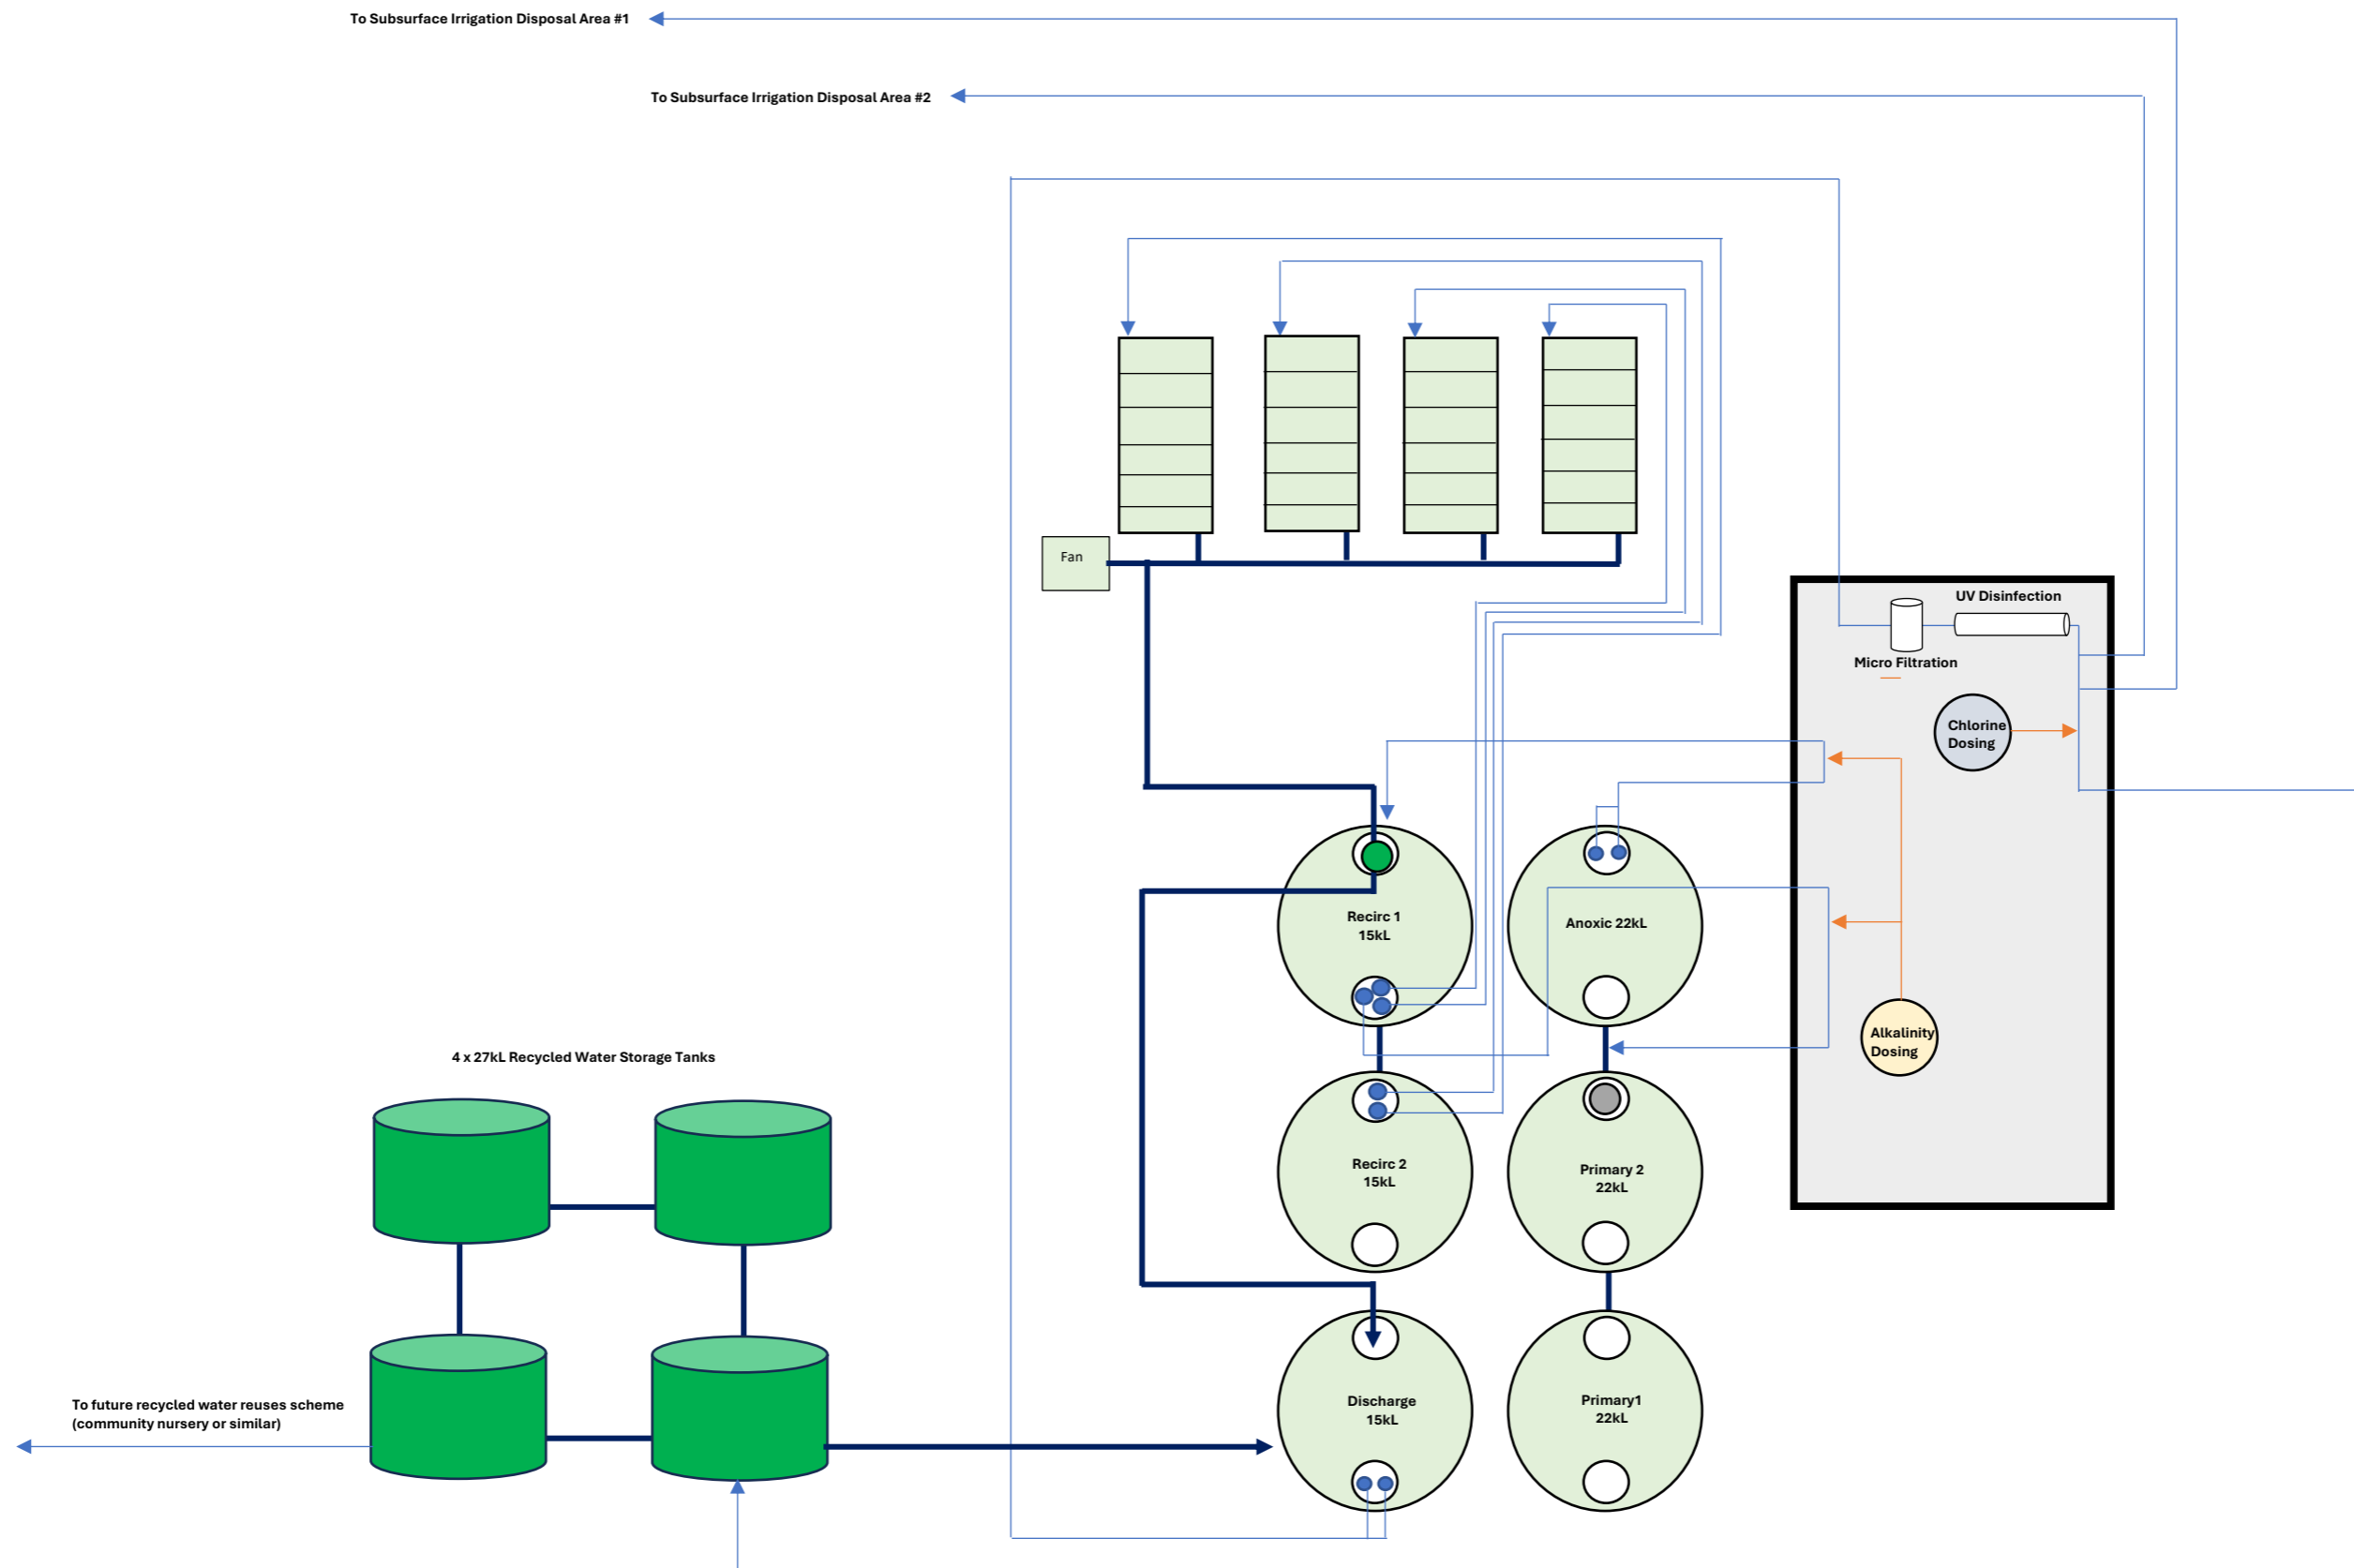 To Subsurface Irrigation Disposal Area #1
To Subsurface Irrigation Disposal Area #2
Fan
UV Disinfection
Micro Filtration
Chlorine
Dosing
Recirc 1
15kL
Anoxic 22kL
Alkalinity
Dosing
4 x 27kL Recycled Water Storage Tanks
Recirc 2
15kL
Primary 2
22kL
To future recycled water reuses scheme
(community nursery or similar)
Discharge
15kL
Primary1
22kL